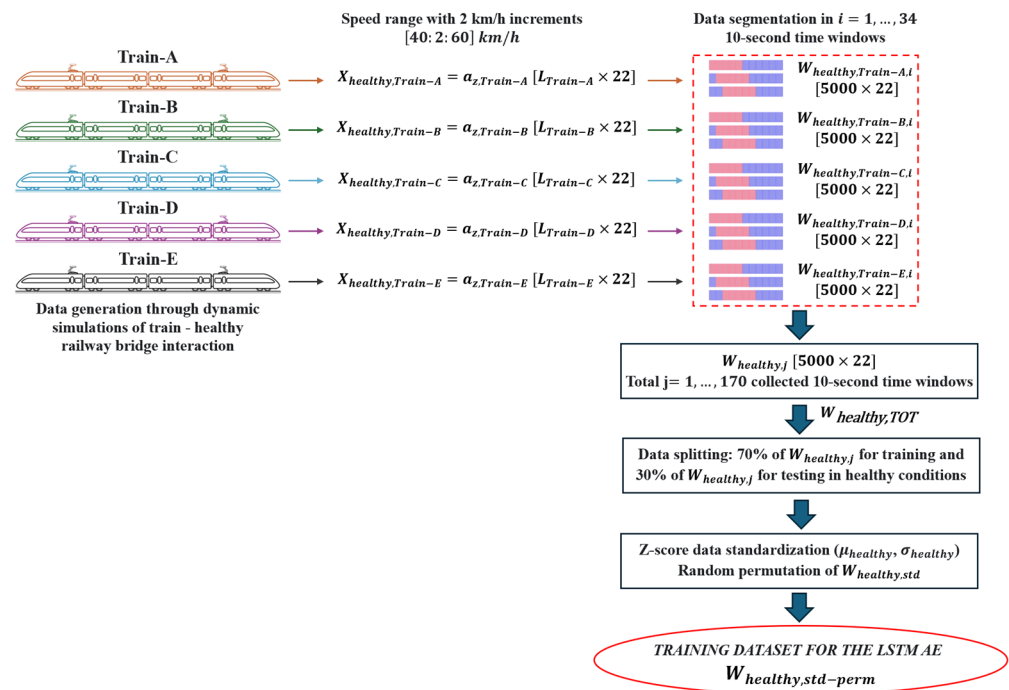 Speed range with 2 km/h increments
[40: 2: 60] km/h
Data segmentation in i = 1, … , 34
10-second time windows
Train-A
X_healthy,Train−A = a_z,Train−A [L_Train−A × 22]
W_healthy,Train−A,i
[5000 × 22]
Train-B
X_healthy,Train−B = a_z,Train−B [L_Train−B × 22]
W_healthy,Train−B,i
[5000 × 22]
Train-C
X_healthy,Train−C = a_z,Train−C [L_Train−C × 22]
W_healthy,Train−C,i
[5000 × 22]
Train-D
X_healthy,Train−D = a_z,Train−D [L_Train−D × 22]
W_healthy,Train−D,i
[5000 × 22]
Train-E
X_healthy,Train−E = a_z,Train−E [L_Train−E × 22]
W_healthy,Train−E,i
[5000 × 22]
Data generation through dynamic
simulations of train - healthy
railway bridge interaction
W_healthy,j [5000 × 22]
Total j= 1, … , 170 collected 10-second time windows
W_healthy,TOT
Data splitting: 70% of W_healthy,j for training and
30% of W_healthy,j for testing in healthy conditions
Z-score data standardization (μ_healthy, σ_healthy)
Random permutation of W_healthy,std
TRAINING DATASET FOR THE LSTM AE
W_healthy,std−perm